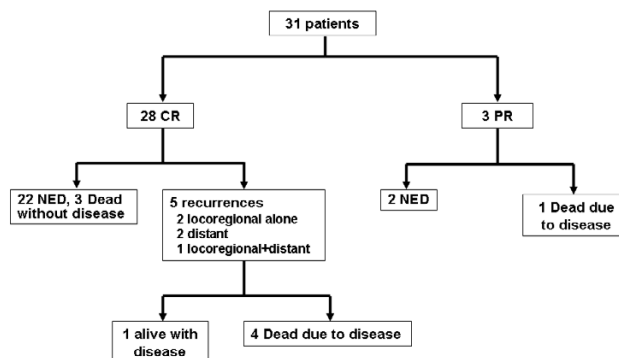 31 patients
28 CR
3 PR
22 NED, 3 Dead
without disease
5 recurrences
2 locoregional alone
2 distant
1 locoregional+distant
2 NED
1 Dead due
to disease
1 alive with
disease
4 Dead due to disease